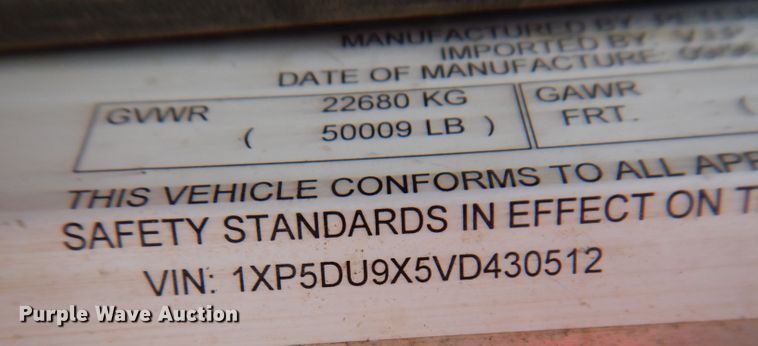 MANUFACTURED BY:
IMPORTED BY:
DATE OF MANUFACTURE:
GVWR 22680 KG GAWR
( 50009 LB ) FRT. (
THIS VEHICLE CONFORMS TO ALL APP
SAFETY STANDARDS IN EFFECT ON T
VIN: 1XP5DU9X5VD430512
Purple Wave Auction